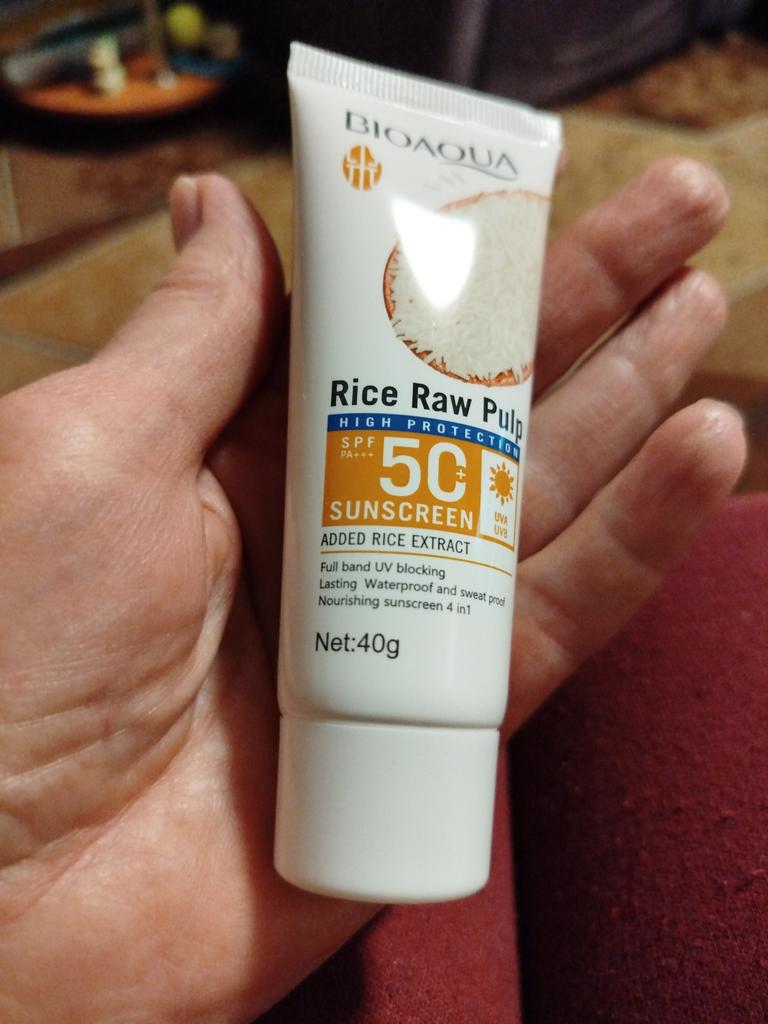 BIOAQUA
Rice Raw Pulp
HIGH PROTECTION
SPF
PA+++
50+
SUNSCREEN
UVA
UVB
ADDED RICE EXTRACT
Full band UV blocking
Lasting Waterproof and sweat proof
Nourishing sunscreen 4 in1
Net:40g